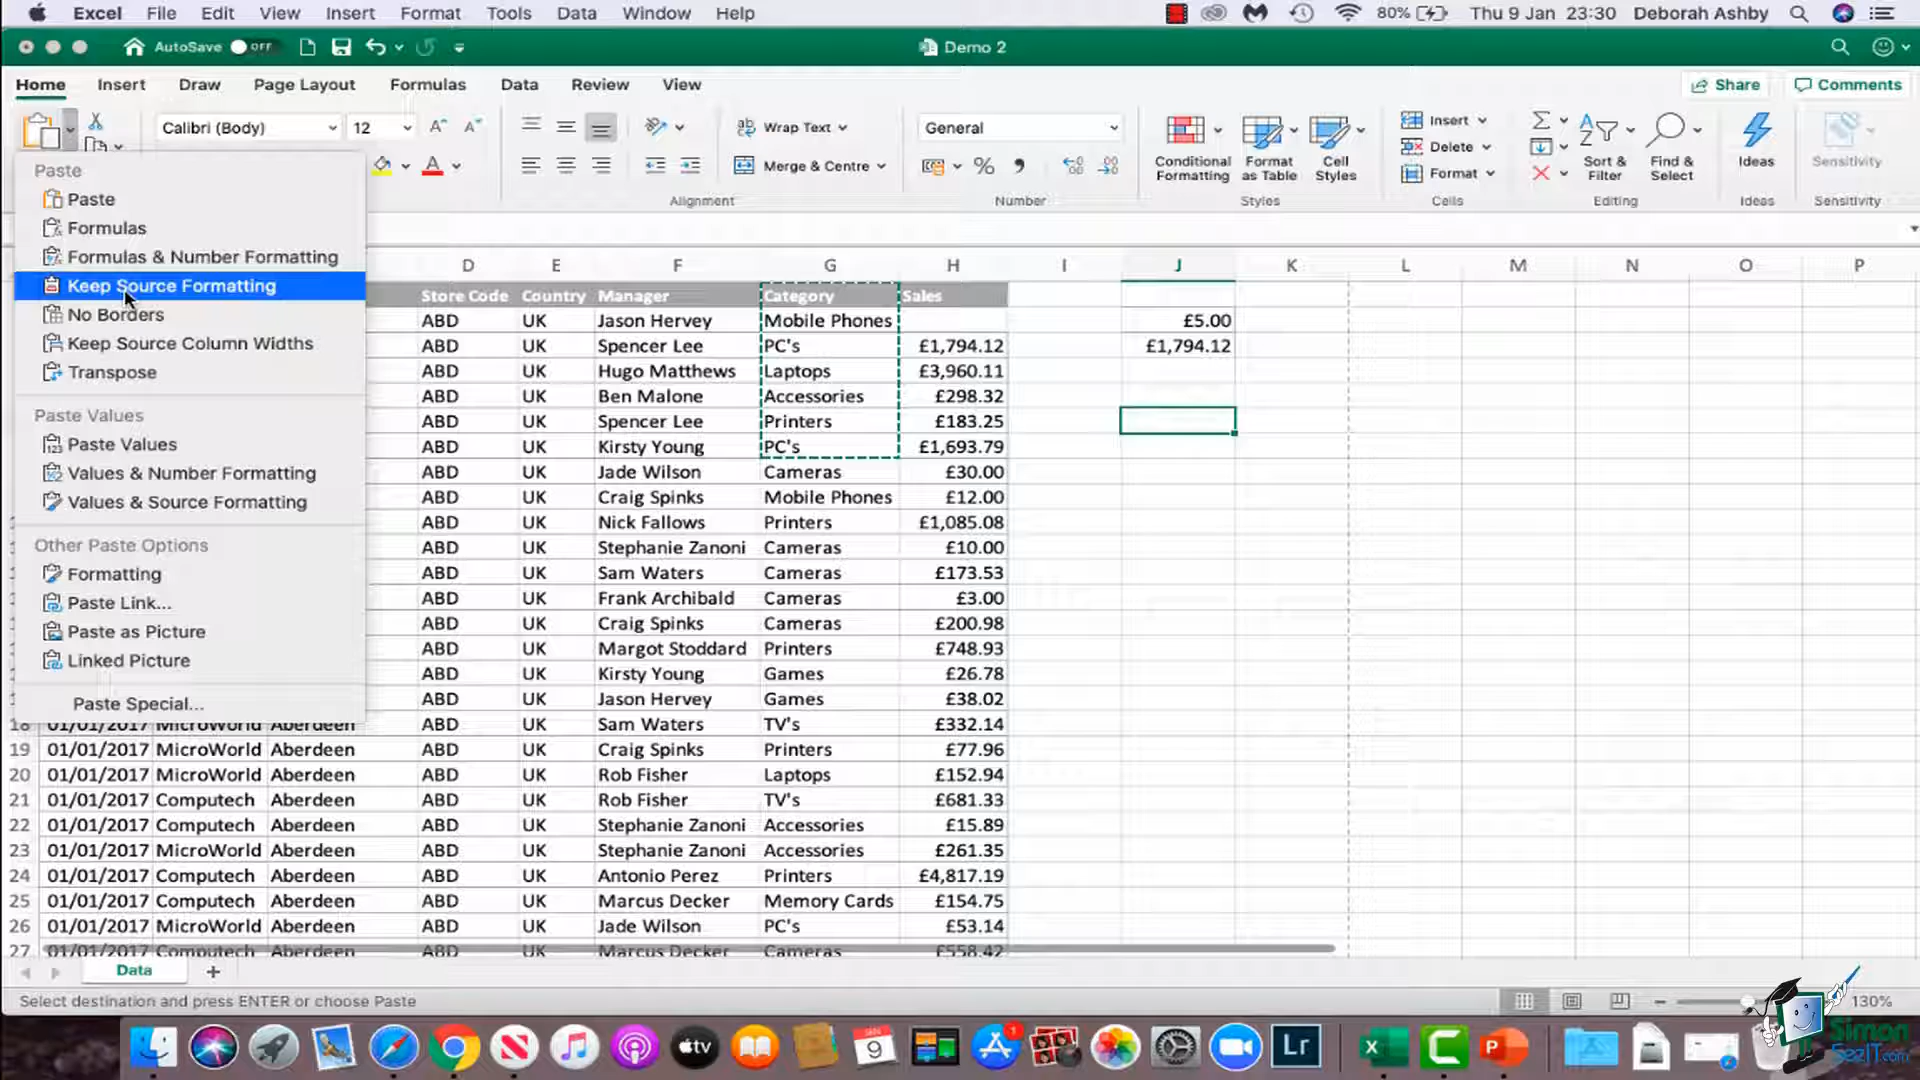 Excel File Edit View Insert Format Tools Data Window Help 80% Thu 9 Jan 23:30 Deborah Ashby
AutoSave OFF Demo 2
Home Insert Draw Page Layout Formulas Data Review View Share Comments
Calibri (Body) 12 Wrap Text General Insert
Merge & Centre Conditional Formatting Format as Table Cell Styles Delete Format Sort & Filter Find & Select Ideas Sensitivity
Alignment Number Styles Cells Editing Ideas Sensitivity
Paste
Paste
Formulas
Formulas & Number Formatting
Keep Source Formatting
No Borders
Keep Source Column Widths
Transpose
Paste Values
Paste Values
Values & Number Formatting
Values & Source Formatting
Other Paste Options
Formatting
Paste Link...
Paste as Picture
Linked Picture
Paste Special...
D E F G H I J K L M N O P
Store Code Country Manager Category Sales
ABD UK Jason Hervey Mobile Phones £5.00
ABD UK Spencer Lee PC's £1,794.12 £1,794.12
ABD UK Hugo Matthews Laptops £3,960.11
ABD UK Ben Malone Accessories £298.32
ABD UK Spencer Lee Printers £183.25
ABD UK Kirsty Young PC's £1,693.79
ABD UK Jade Wilson Cameras £30.00
ABD UK Craig Spinks Mobile Phones £12.00
ABD UK Nick Fallows Printers £1,085.08
ABD UK Stephanie Zanoni Cameras £10.00
ABD UK Sam Waters Cameras £173.53
ABD UK Frank Archibald Cameras £3.00
ABD UK Craig Spinks Cameras £200.98
ABD UK Margot Stoddard Printers £748.93
ABD UK Kirsty Young Games £26.78
ABD UK Jason Hervey Games £38.02
18 01/01/2017 MicroWorld Aberdeen ABD UK Sam Waters TV's £332.14
19 01/01/2017 MicroWorld Aberdeen ABD UK Craig Spinks Printers £77.96
20 01/01/2017 MicroWorld Aberdeen ABD UK Rob Fisher Laptops £152.94
21 01/01/2017 Computech Aberdeen ABD UK Rob Fisher TV's £681.33
22 01/01/2017 Computech Aberdeen ABD UK Stephanie Zanoni Accessories £15.89
23 01/01/2017 MicroWorld Aberdeen ABD UK Stephanie Zanoni Accessories £261.35
24 01/01/2017 Computech Aberdeen ABD UK Antonio Perez Printers £4,817.19
25 01/01/2017 Computech Aberdeen ABD UK Marcus Decker Memory Cards £154.75
26 01/01/2017 MicroWorld Aberdeen ABD UK Jade Wilson PC's £53.14
27 01/01/2017 Computech Aberdeen ABD UK Marcus Decker Cameras £558.42
Data
Select destination and press ENTER or choose Paste 130%
JAN 9 tv 1 Lr X C P
Simon SezIT.com